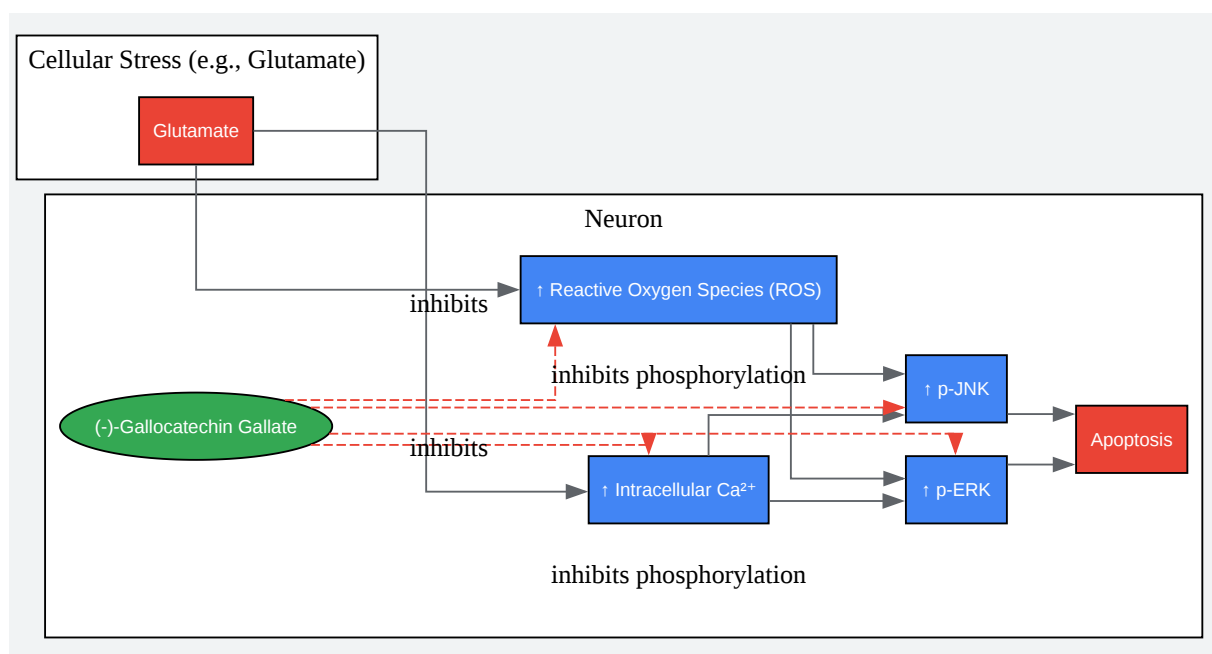 Cellular Stress (e.g., Glutamate)
Glutamate
Neuron
↑ Reactive Oxygen Species (ROS)
inhibits
inhibits phosphorylation
↑ p-JNK
(-)-Gallocatechin Gallate
inhibits
Apoptosis
↑ Intracellular Ca²⁺
↑ p-ERK
inhibits phosphorylation